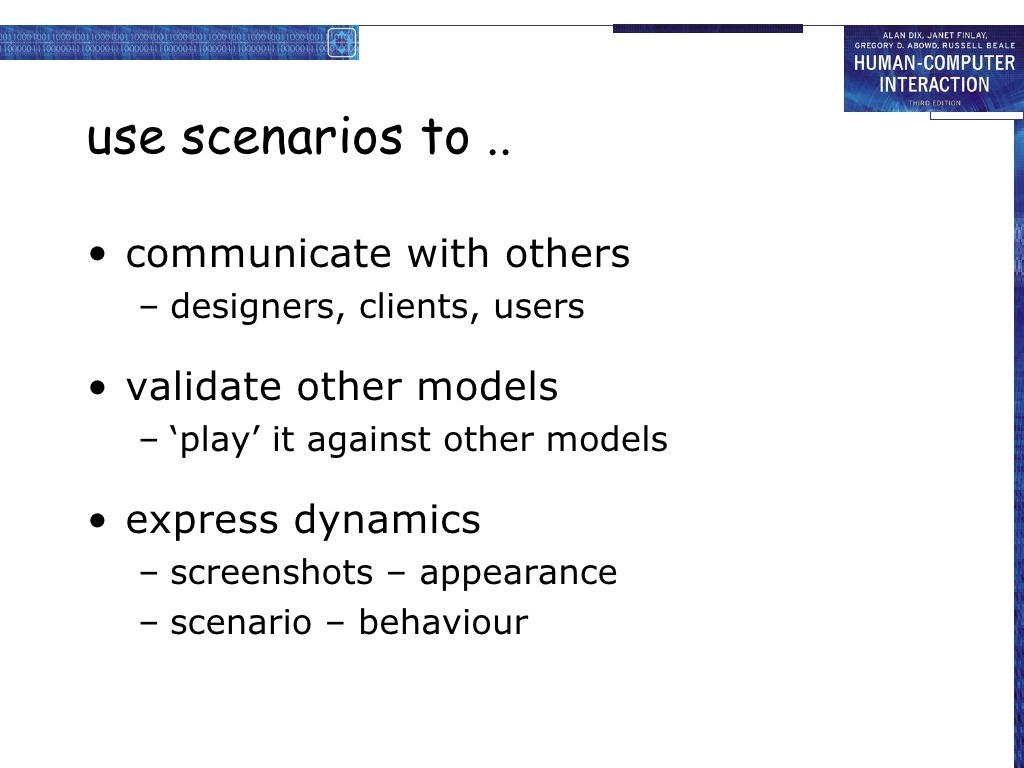 ALAN DIX, JANET FINLAY,
GREGORY D. ABOWD, RUSSELL BEALE
HUMAN-COMPUTER
INTERACTION
THIRD EDITION
use scenarios to ..
• communicate with others
– designers, clients, users
• validate other models
– ‘play’ it against other models
• express dynamics
– screenshots – appearance
– scenario – behaviour